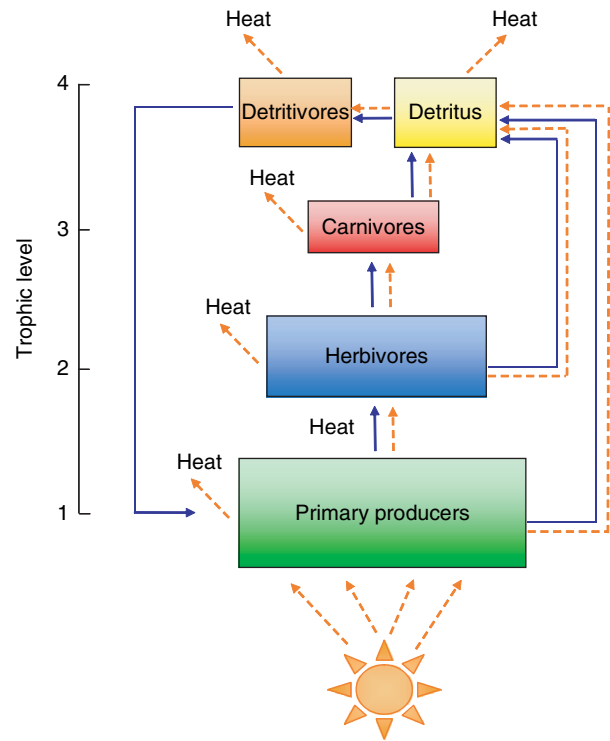 Heat
Heat
4
Detritivores
Detritus
Heat
3
Carnivores
Trophic level
Heat
2
Herbivores
Heat
Heat
1
Primary producers